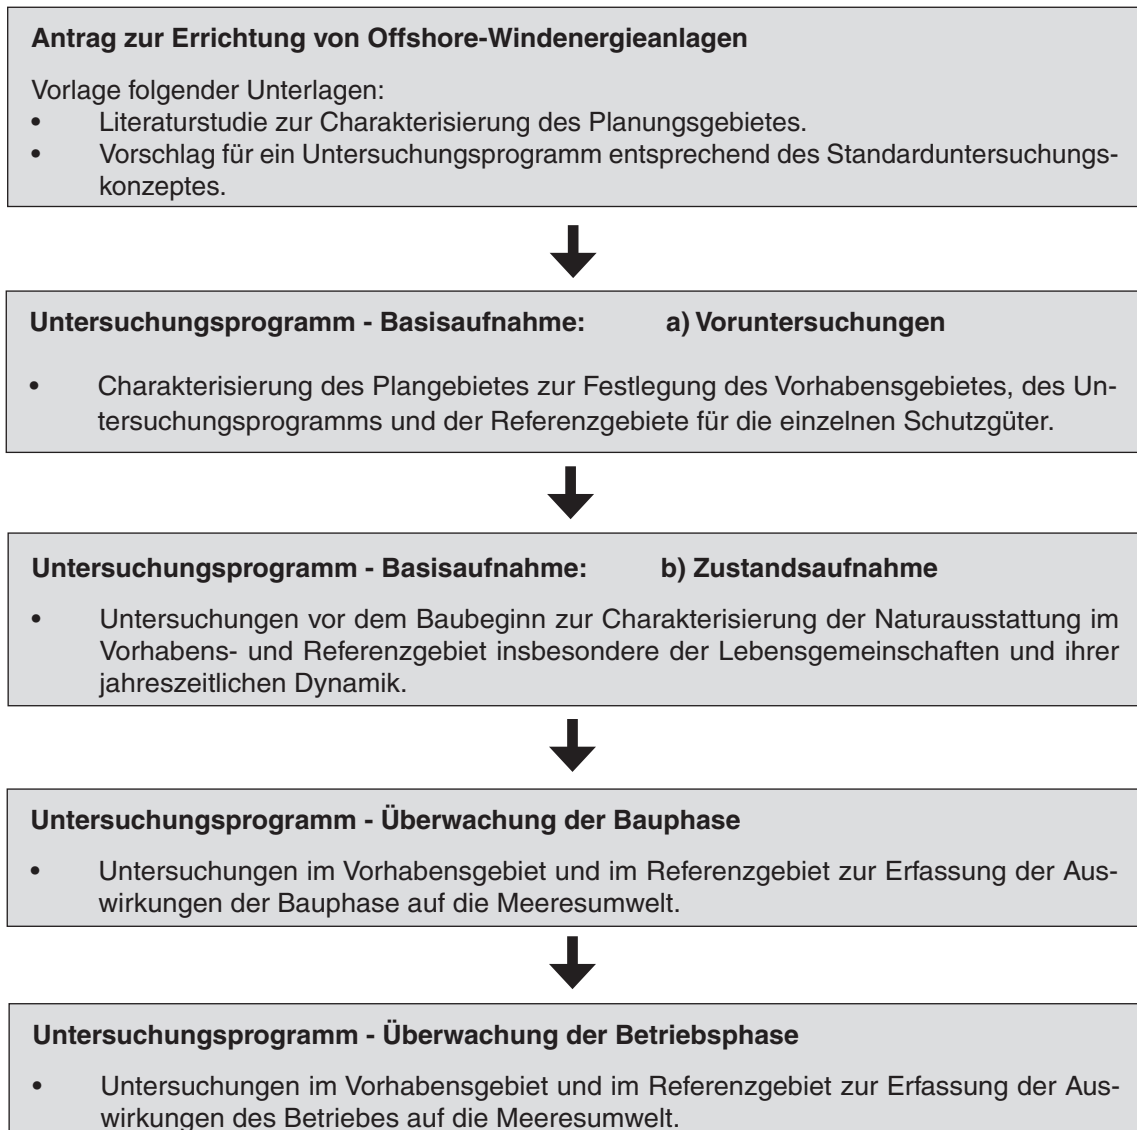 Antrag zur Errichtung von Offshore-Windenergieanlagen
Vorlage folgender Unterlagen:
• Literaturstudie zur Charakterisierung des Planungsgebietes.
• Vorschlag für ein Untersuchungsprogramm entsprechend des Standarduntersuchungs-
konzeptes.
Untersuchungsprogramm - Basisaufnahme: a) Voruntersuchungen
• Charakterisierung des Plangebietes zur Festlegung des Vorhabensgebietes, des Un-
tersuchungsprogramms und der Referenzgebiete für die einzelnen Schutzgüter.
Untersuchungsprogramm - Basisaufnahme: b) Zustandsaufnahme
• Untersuchungen vor dem Baubeginn zur Charakterisierung der Naturausstattung im
Vorhabens- und Referenzgebiet insbesondere der Lebensgemeinschaften und ihrer
jahreszeitlichen Dynamik.
Untersuchungsprogramm - Überwachung der Bauphase
• Untersuchungen im Vorhabensgebiet und im Referenzgebiet zur Erfassung der Aus-
wirkungen der Bauphase auf die Meeresumwelt.
Untersuchungsprogramm - Überwachung der Betriebsphase
• Untersuchungen im Vorhabensgebiet und im Referenzgebiet zur Erfassung der Aus-
wirkungen des Betriebes auf die Meeresumwelt.